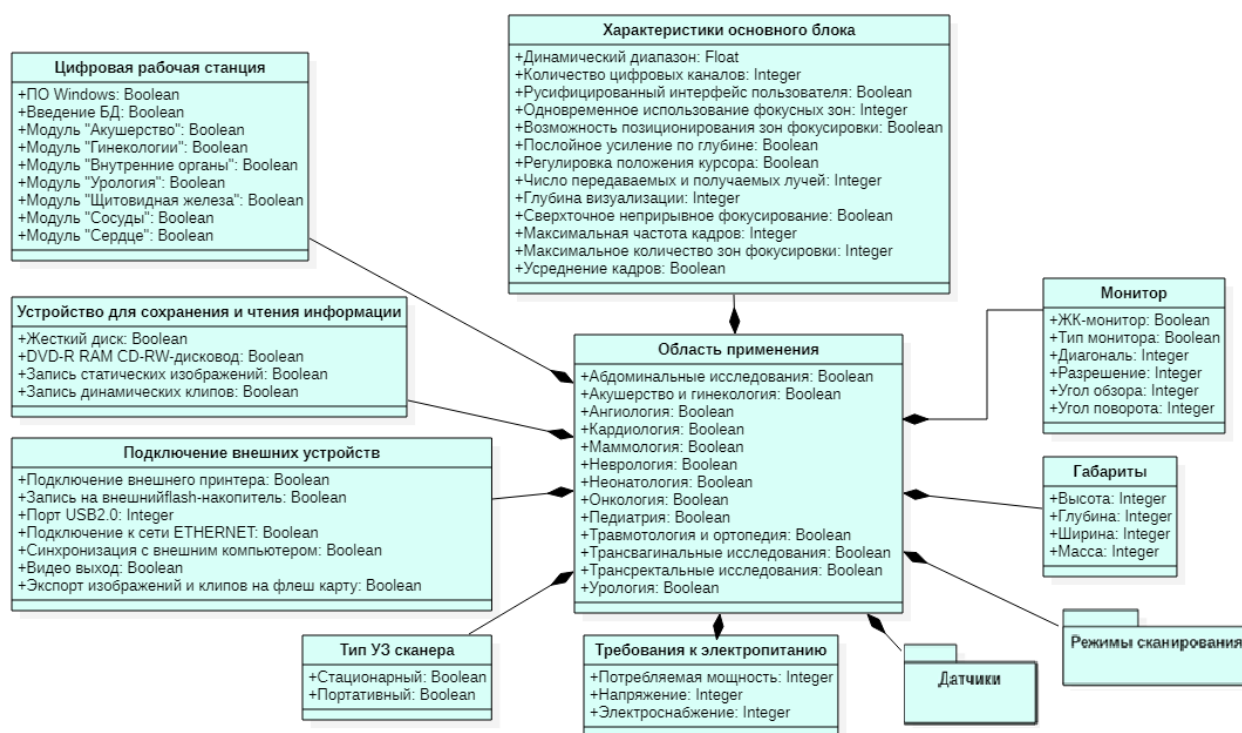 Характеристики основного блока
+Динамический диапазон: Float
+Количество цифровых каналов: Integer
+Русифицированный интерфейс пользователя: Boolean
+Одновременное использование фокусных зон: Integer
+Возможность позиционирования зон фокусировки: Boolean
+Послойное усиление по глубине: Boolean
+Регулировка положения курсора: Boolean
+Число передаваемых и получаемых лучей: Integer
+Глубина визуализации: Integer
+Сверхточное неприрывное фокусирование: Boolean
+Максимальная частота кадров: Integer
+Максимальное количество зон фокусировки: Integer
+Усреднение кадров: Boolean
Цифровая рабочая станция
+ПО Windows: Boolean
+Введение БД: Boolean
+Модуль "Акушерство": Boolean
+Модуль "Гинекологии": Boolean
+Модуль "Внутренние органы": Boolean
+Модуль "Урология": Boolean
+Модуль "Щитовидная железа": Boolean
+Модуль "Сосуды": Boolean
+Модуль "Сердце": Boolean
Устройство для сохранения и чтения информации
+Жесткий диск: Boolean
+DVD-R RAM CD-RW-дисковод: Boolean
+Запись статических изображений: Boolean
+Запись динамических клипов: Boolean
Подключение внешних устройств
+Подключение внешнего принтера: Boolean
+Запись на внешнийflash-накопитель: Boolean
+Порт USB2.0: Integer
+Подключение к сети ETHERNET: Boolean
+Синхронизация с внешним компьютером: Boolean
+Видео выход: Boolean
+Экспорт изображений и клипов на флеш карту: Boolean
Область применения
+Абдоминальные исследования: Boolean
+Акушерство и гинекология: Boolean
+Ангиология: Boolean
+Кардиология: Boolean
+Маммология: Boolean
+Неврология: Boolean
+Неонатология: Boolean
+Онкология: Boolean
+Педиатрия: Boolean
+Травмотология и ортопедия: Boolean
+Трансвагинальные исследования: Boolean
+Трансректальные исследования: Boolean
+Урология: Boolean
Монитор
+ЖК-монитор: Boolean
+Тип монитора: Boolean
+Диагональ: Integer
+Разрешение: Integer
+Угол обзора: Integer
+Угол поворота: Integer
Габариты
+Высота: Integer
+Глубина: Integer
+Ширина: Integer
+Масса: Integer
Тип УЗ сканера
+Стационарный: Boolean
+Портативный: Boolean
Требования к электропитанию
+Потребляемая мощность: Integer
+Напряжение: Integer
+Электроснабжение: Integer
Датчики
Режимы сканирования